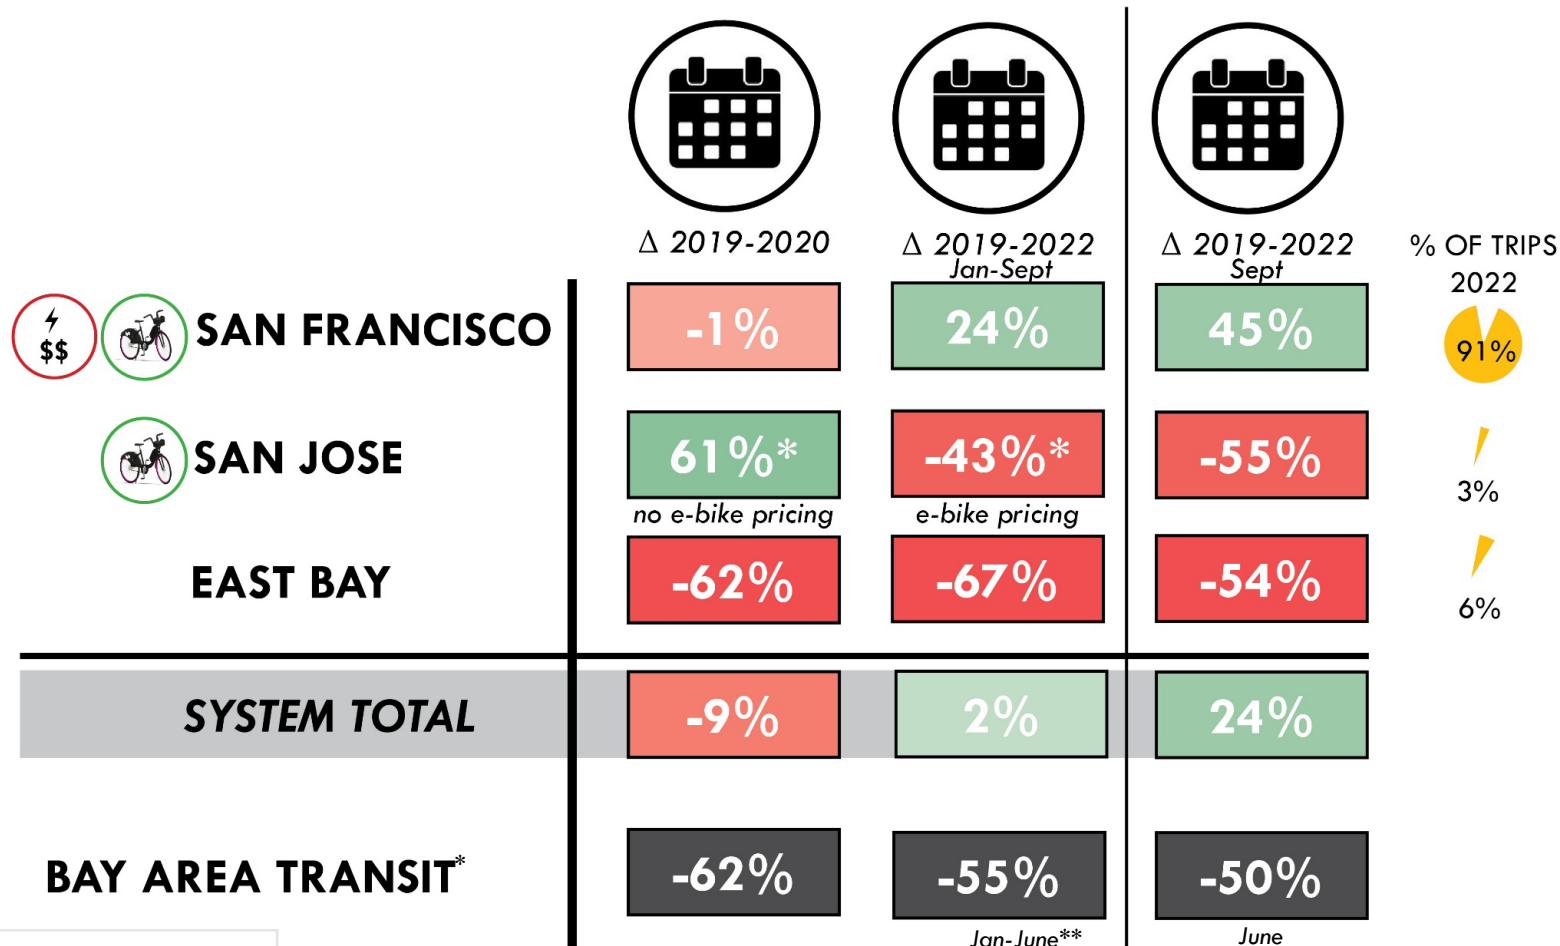 Δ 2019-2020 Δ 2019-2022 Δ 2019-2022 % OF TRIPS
Jan-Sept Sept 2022
$$ SAN FRANCISCO -1% 24% 45% 91%
SAN JOSE 61%* -43%* -55% 3%
no e-bike pricing e-bike pricing
EAST BAY -62% -67% -54% 6%
SYSTEM TOTAL -9% 2% 24%
BAY AREA TRANSIT* -62% -55% -50%
Jan-June** June